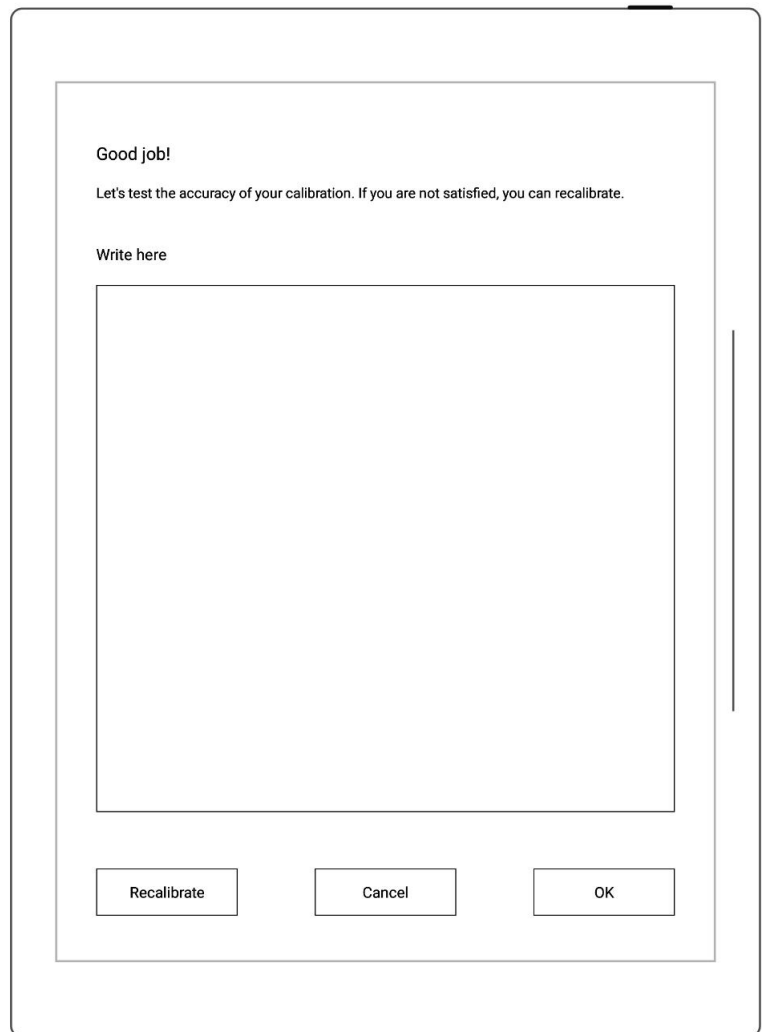 Good job!
Let's test the accuracy of your calibration. If you are not satisfied, you can recalibrate.
Write here
Recalibrate
Cancel
OK